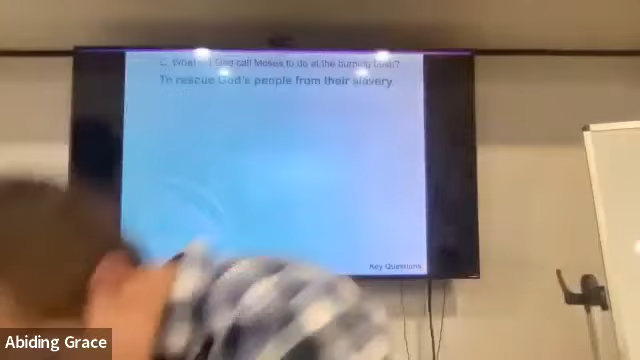 C. What did God call Moses to do at the burning bush?
To rescue God's people from their slavery.
Key Questions
Abiding Grace